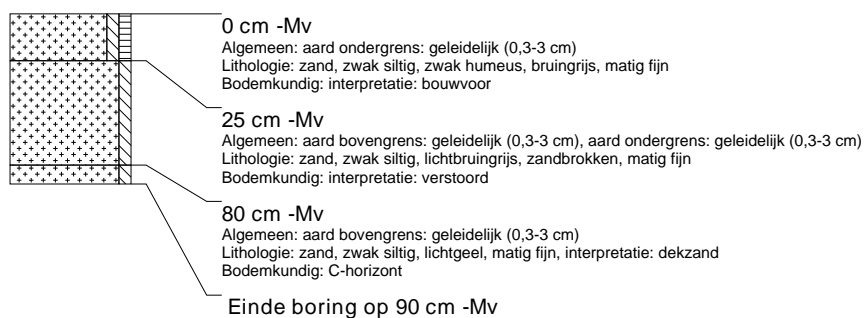 0 cm -Mv
Algemeen: aard ondergrens: geleidelijk (0,3-3 cm)
Lithologie: zand, zwak siltig, zwak humeus, bruingrijs, matig fijn
Bodemkundig: interpretatie: bouwvoor
25 cm -Mv
Algemeen: aard bovengrens: geleidelijk (0,3-3 cm), aard ondergrens: geleidelijk (0,3-3 cm)
Lithologie: zand, zwak siltig, lichtbruingrijs, zandbrokken, matig fijn
Bodemkundig: interpretatie: verstoord
80 cm -Mv
Algemeen: aard bovengrens: geleidelijk (0,3-3 cm)
Lithologie: zand, zwak siltig, lichtgeel, matig fijn, interpretatie: dekzand
Bodemkundig: C-horizont
Einde boring op 90 cm -Mv